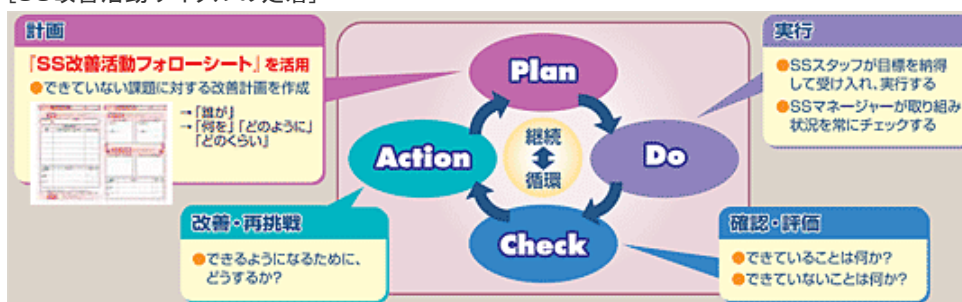 計画
『SS改善活動フォローシート』を活用
●できていない課題に対する改善計画を作成
→「誰が」
→「何を」「どのように」
「どのくらい」
Plan
実行
●SSスタッフが目標を納得
して受け入れ、実行する
●SSマネージャーが取り組み
状況を常にチェックする
Action
継続
循環
Do
改善・再挑戦
●できるようになるために、
どうするか?
Check
確認・評価
●できていることは何か?
●できていないことは何か?